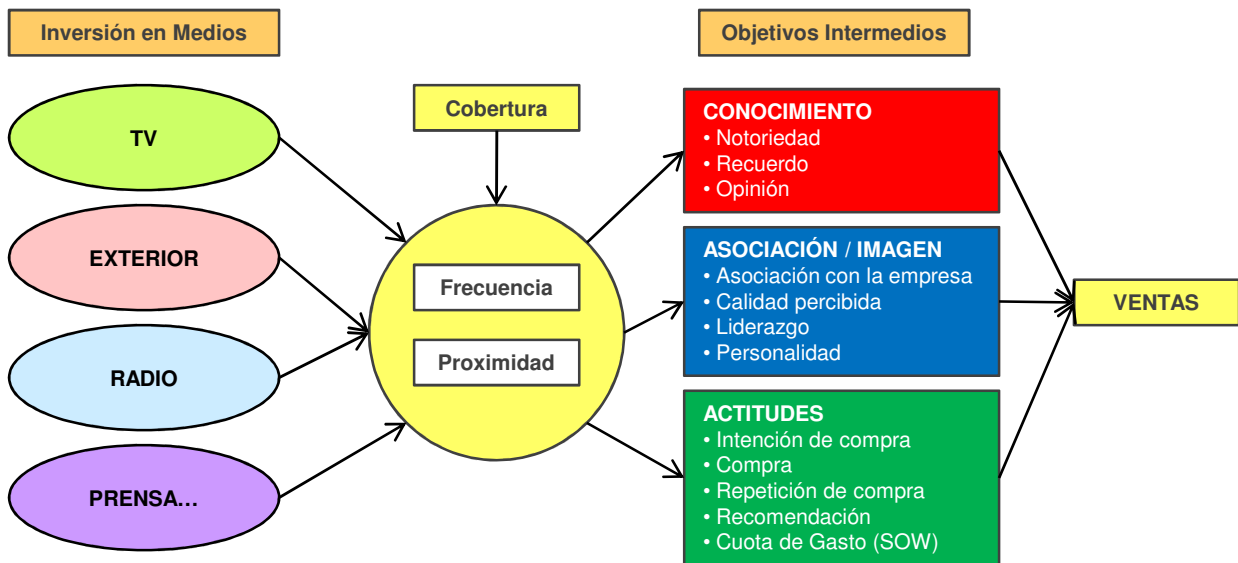 Inversión en Medios
Objetivos Intermedios
TV
EXTERIOR
RADIO
PRENSA…
Cobertura
Frecuencia
Proximidad
CONOCIMIENTO
• Notoriedad
• Recuerdo
• Opinión
ASOCIACIÓN / IMAGEN
• Asociación con la empresa
• Calidad percibida
• Liderazgo
• Personalidad
ACTITUDES
• Intención de compra
• Compra
• Repetición de compra
• Recomendación
• Cuota de Gasto (SOW)
VENTAS